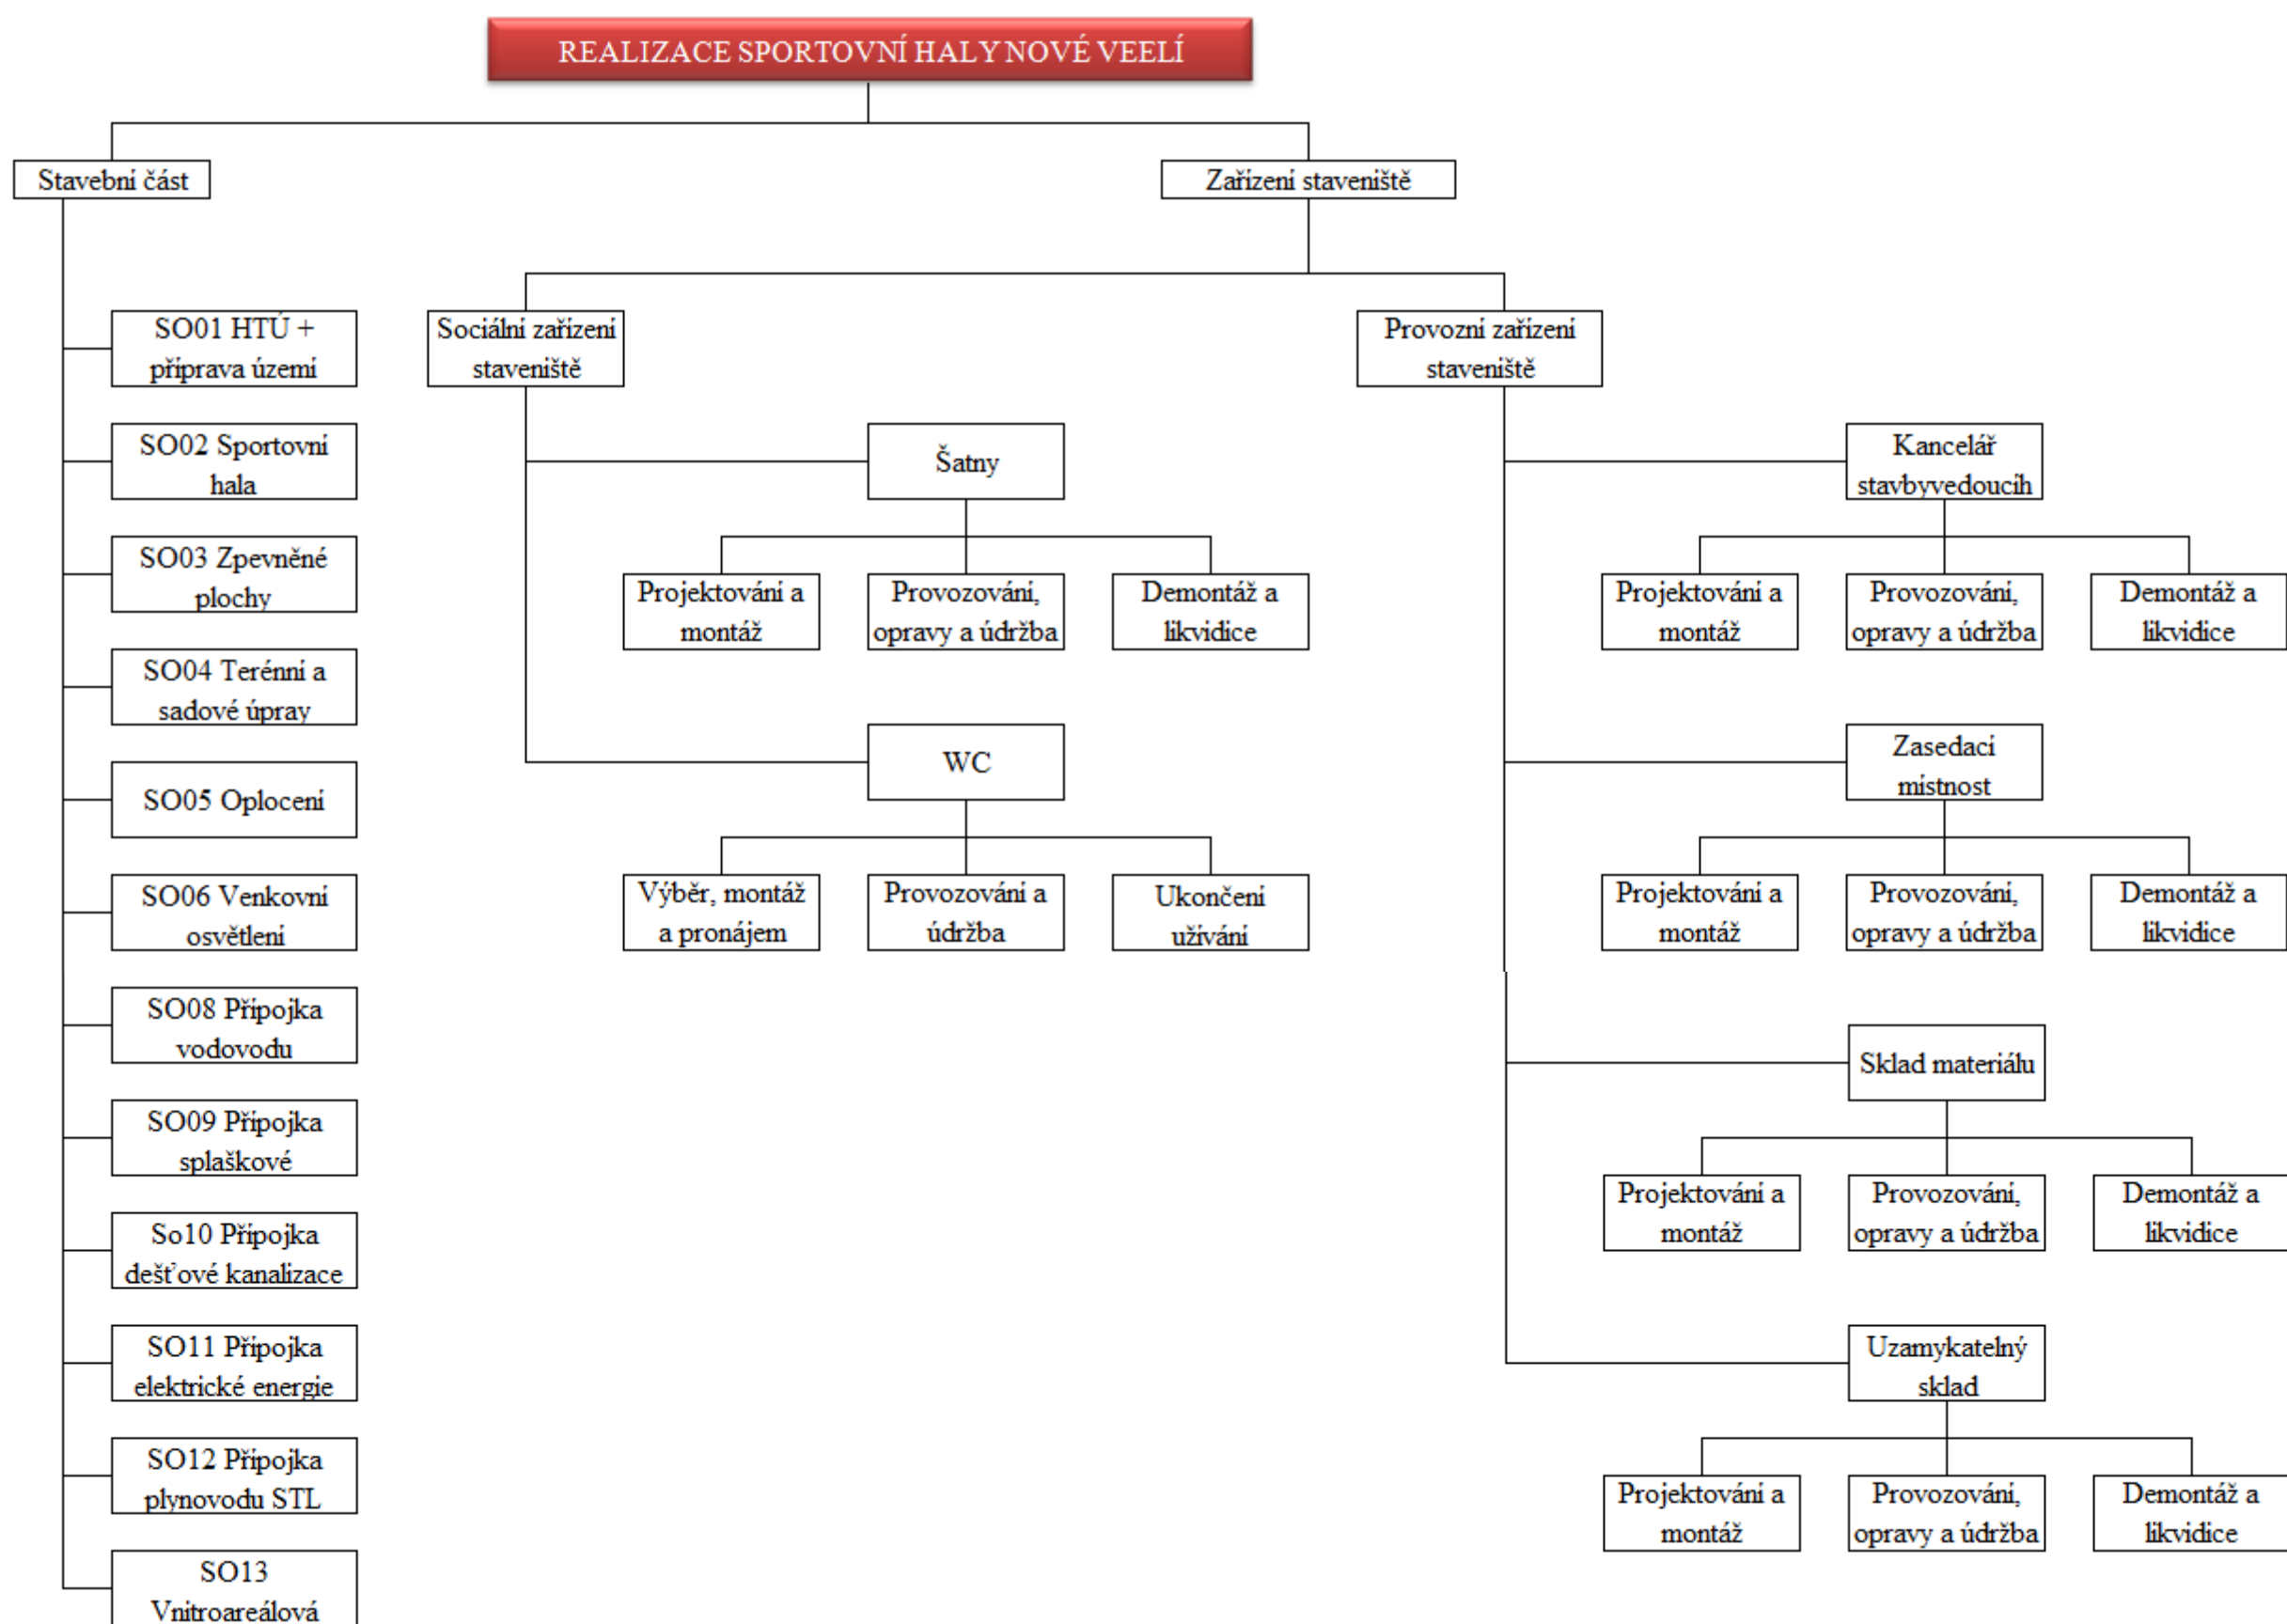 REALIZACE SPORTOVNÍ HALY NOVÉ VEELÍ
Stavební část
Zařízení staveniště
SO01 HTÚ +
příprava území
SO02 Sportovní
hala
SO03 Zpevněné
plochy
SO04 Terénní a
sadové úpray
SO05 Oplocení
SO06 Venkovní
osvětlení
SO08 Přípojka
vodovodu
SO09 Přípojka
splaškové
So10 Přípojka
dešťové kanalizace
SO11 Přípojka
elektrické energie
SO12 Přípojka
plynovodu STL
SO13
Vnitroareálová
Sociální zařízení
staveniště
Šatny
Projektování a
montáž
Provozování,
opravy a údržba
Demontáž a
likvidice
WC
Výběr, montáž
a pronájem
Provozování a
údržba
Ukončení
užívání
Provozní zařízení
staveniště
Kancelář
stavbyvedoucíh
Projektování a
montáž
Provozování,
opravy a údržba
Demontáž a
likvidice
Zasedací
místnost
Projektování a
montáž
Provozování,
opravy a údržba
Demontáž a
likvidice
Sklad materiálu
Projektování a
montáž
Provozování,
opravy a údržba
Demontáž a
likvidice
Uzamykatelný
sklad
Projektování a
montáž
Provozování,
opravy a údržba
Demontáž a
likvidice